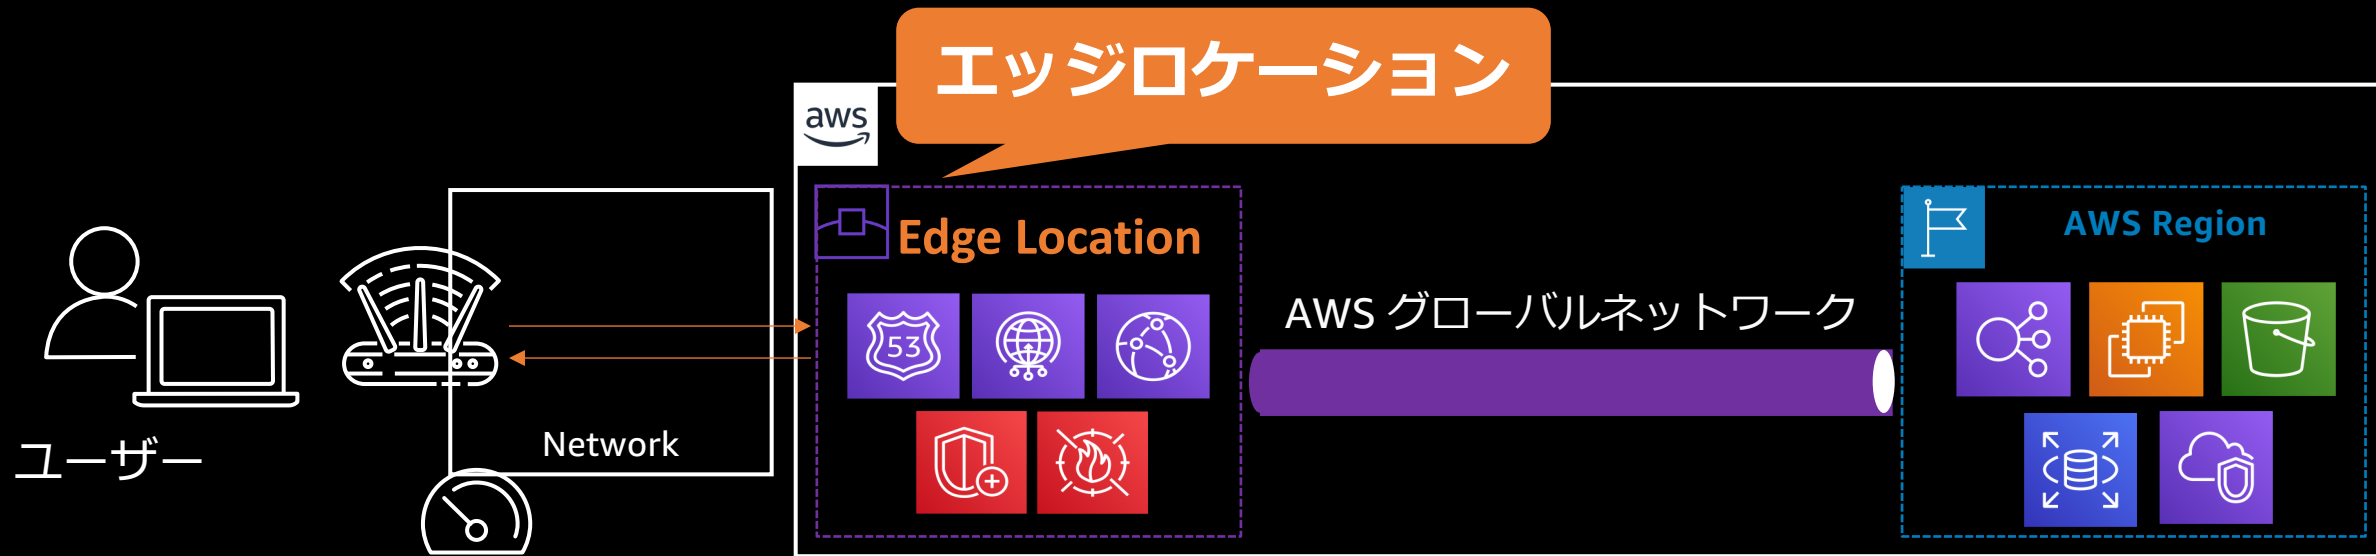 エッジロケーション
aws
Edge Location
AWS Region
53
AWS グローバルネットワーク
Network
ユーザー